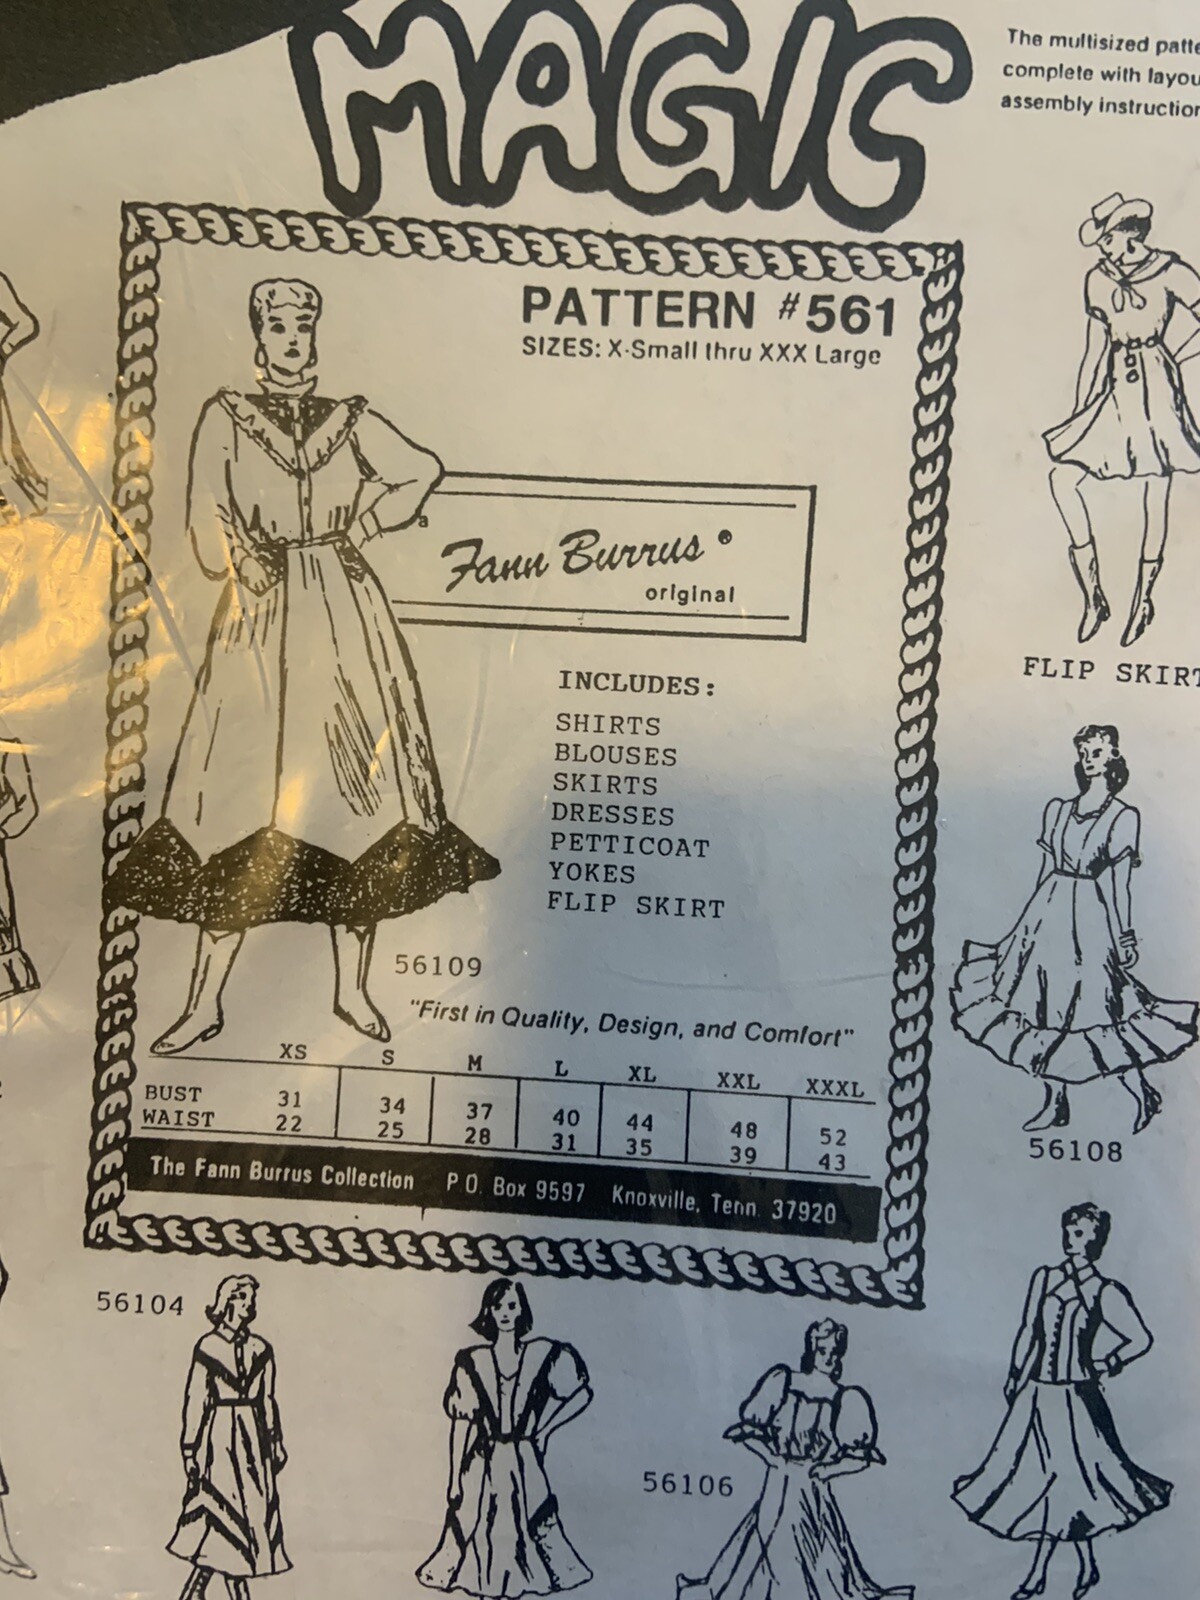 MAGIC
The multisized
complete with
assembly
PATTERN #561
SIZES: X-Small thru XXX Large
a
Fann Burrus
original
INCLUDES:
SHIRTS
BLOUSES
SKIRTS
DRESSES
PETTICOAT
YOKES
FLIP SKIRT
56109
"First in Quality, Design, and Comfort"
XS S M L XL XXL XXXL
BUST 31 34 37 40 44 48 52
WAIST 22 25 28 31 35 39 43
The Fann Burrus Collection P.O. Box 9597 Knoxville, Tenn. 37920
FLIP SKIRT
56108
56104
56106